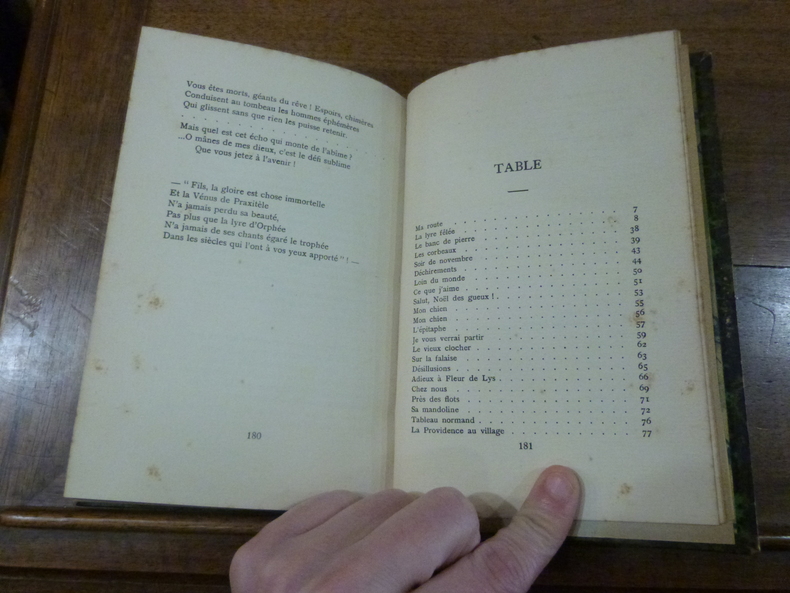 Vous êtes morts, géants du rêve ! Espoirs, chimères
Conduisent au tombeau les hommes éphémères
Qui glissent sans que rien les puisse retenir.
. . . . . . . . . . . . . . . .
Mais quel est cet écho qui monte de l'abîme ?
...O mânes de mes dieux, c'est le défi sublime
Que vous jetez à l'avenir !
— " Fils, la gloire est chose immortelle
Et la Vénus de Praxitèle
N'a jamais perdu sa beauté,
Pas plus que la lyre d'Orphée
N'a jamais de ses chants égaré le trophée
Dans les siècles qui l'ont à vos yeux apporté " ! —
180
TABLE
Ma route . . . . . . . . . . 7
La lyre fêlée . . . . . . . . . . 8
Le banc de pierre . . . . . . . . . . 38
Les corbeaux . . . . . . . . . . 39
Soir de novembre . . . . . . . . . . 43
Déchirements . . . . . . . . . . 44
Loin du monde . . . . . . . . . . 50
Ce que j'aime . . . . . . . . . . 51
Salut, Noël des gueux ! . . . . . . . . . . 53
Mon chien . . . . . . . . . . 55
Mon chien . . . . . . . . . . 56
L'épitaphe . . . . . . . . . . 57
Je vous verrai partir . . . . . . . . . . 59
Le vieux clocher . . . . . . . . . . 62
Sur la falaise . . . . . . . . . . 63
Désillusions . . . . . . . . . . 65
Adieux à Fleur de Lys . . . . . . . . . . 66
Chez nous . . . . . . . . . . 69
Près des flots . . . . . . . . . . 71
Sa mandoline . . . . . . . . . . 72
Tableau normand . . . . . . . . . . 76
La Providence au village . . . . . . . . . . 77
181